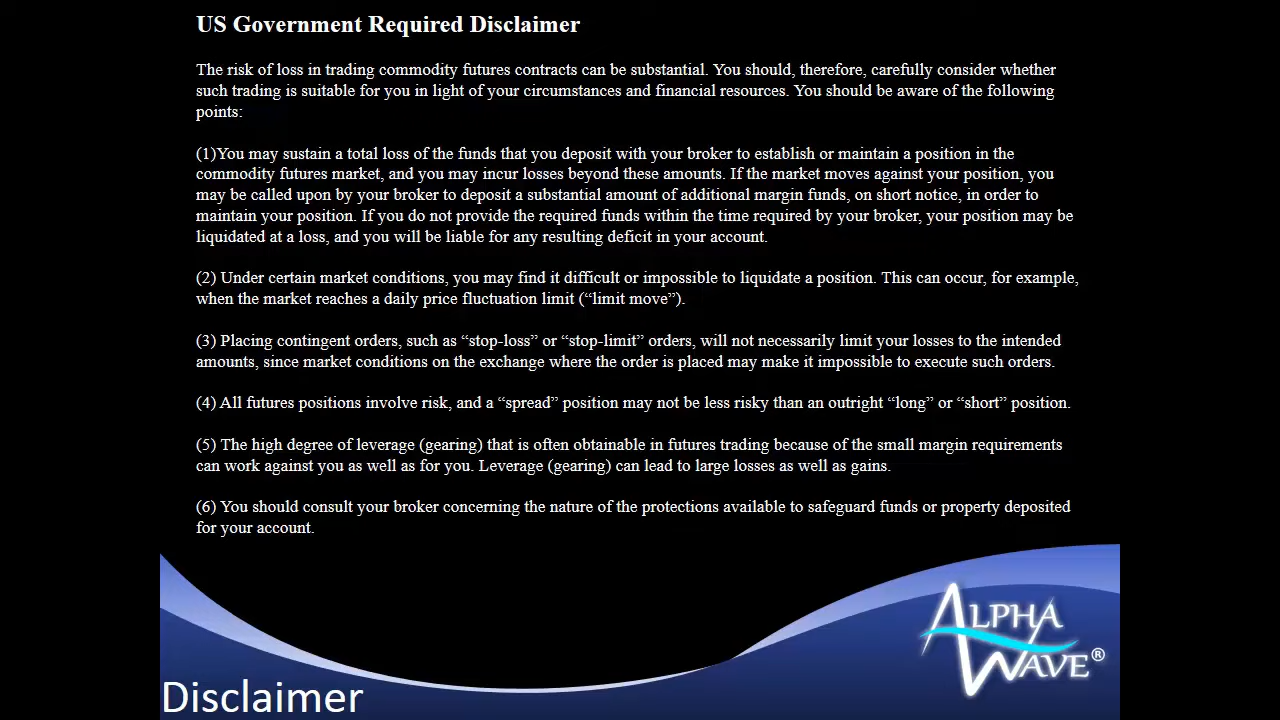 US Government Required Disclaimer
The risk of loss in trading commodity futures contracts can be substantial. You should, therefore, carefully consider whether
such trading is suitable for you in light of your circumstances and financial resources. You should be aware of the following
points:
(1)You may sustain a total loss of the funds that you deposit with your broker to establish or maintain a position in the
commodity futures market, and you may incur losses beyond these amounts. If the market moves against your position, you
may be called upon by your broker to deposit a substantial amount of additional margin funds, on short notice, in order to
maintain your position. If you do not provide the required funds within the time required by your broker, your position may be
liquidated at a loss, and you will be liable for any resulting deficit in your account.
(2) Under certain market conditions, you may find it difficult or impossible to liquidate a position. This can occur, for example,
when the market reaches a daily price fluctuation limit (“limit move”).
(3) Placing contingent orders, such as “stop-loss” or “stop-limit” orders, will not necessarily limit your losses to the intended
amounts, since market conditions on the exchange where the order is placed may make it impossible to execute such orders.
(4) All futures positions involve risk, and a “spread” position may not be less risky than an outright “long” or “short” position.
(5) The high degree of leverage (gearing) that is often obtainable in futures trading because of the small margin requirements
can work against you as well as for you. Leverage (gearing) can lead to large losses as well as gains.
(6) You should consult your broker concerning the nature of the protections available to safeguard funds or property deposited
for your account.
ALPHA
WAVE®
Disclaimer